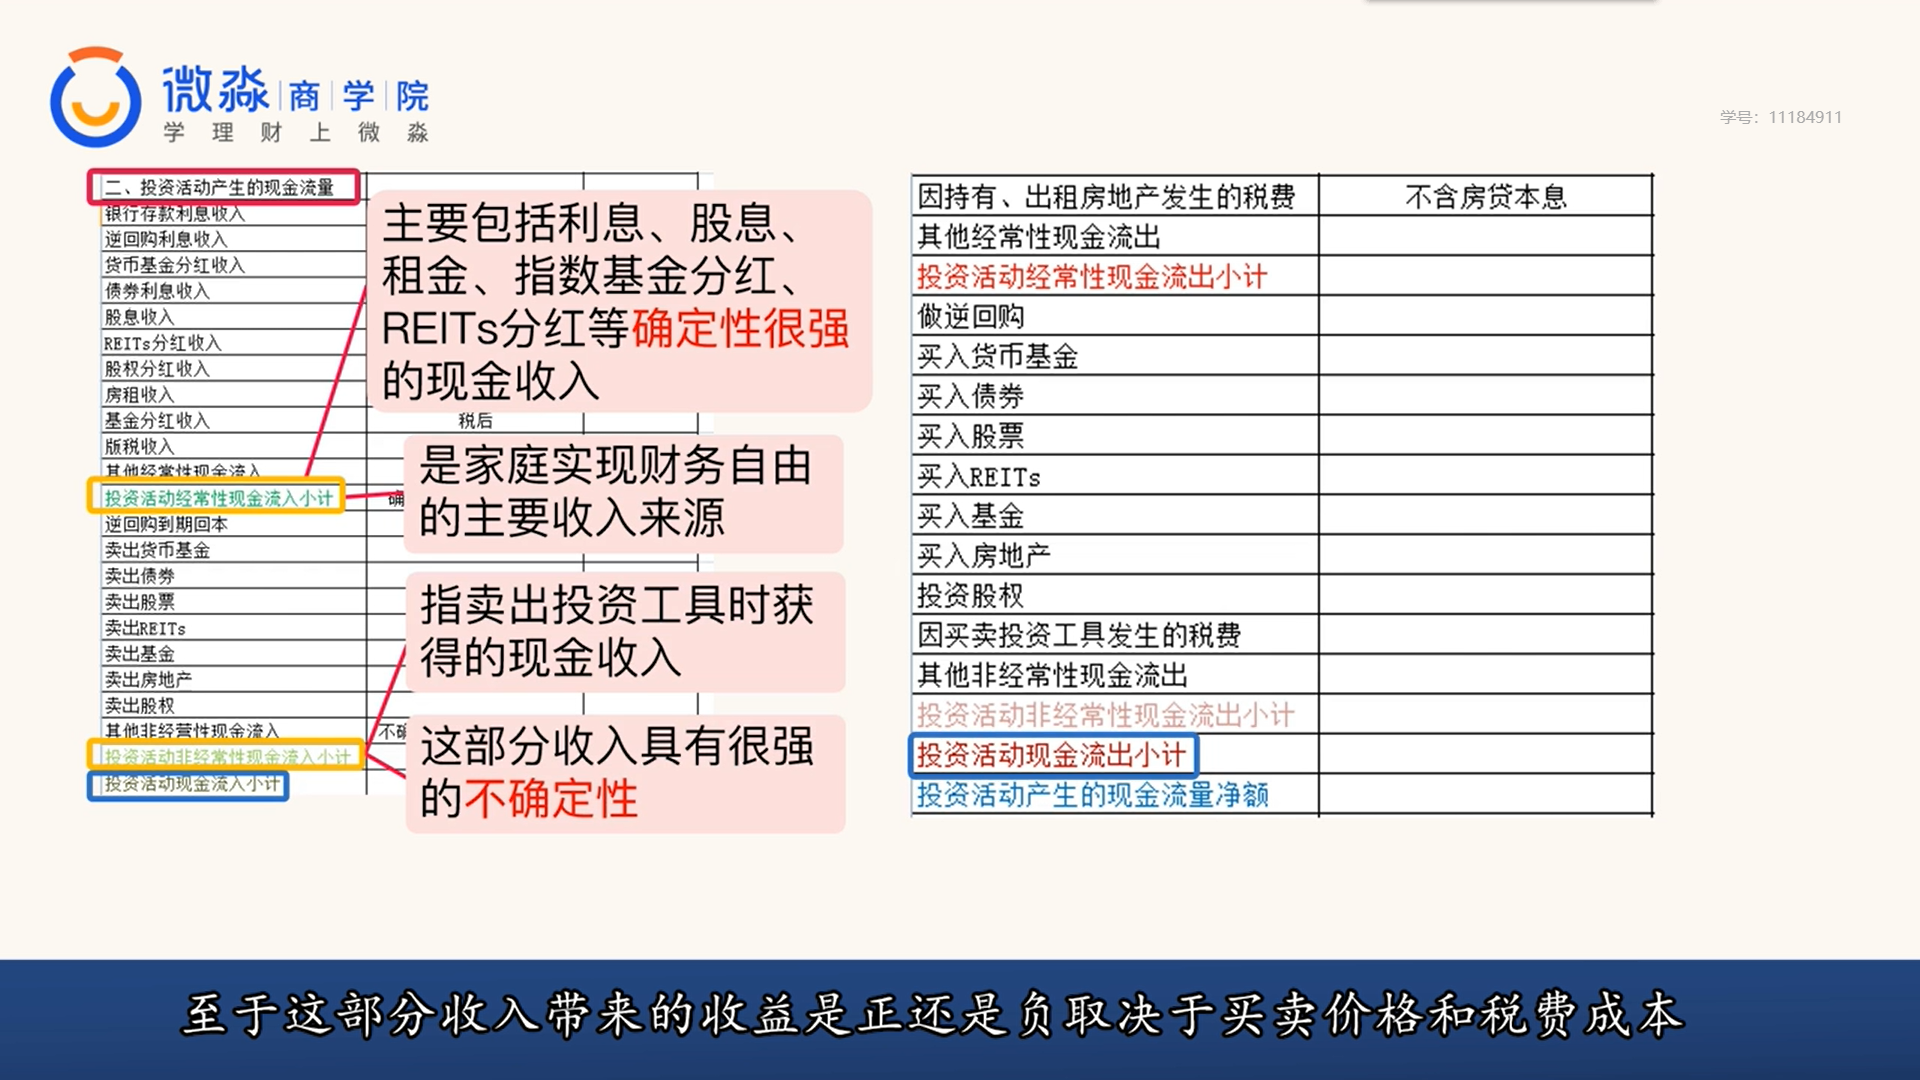 微淼 商学院
学理财上微淼
学号：11184911
二、投资活动产生的现金流量
银行存款利息收入
逆回购利息收入
货币基金分红收入
债券利息收入
股息收入
REITs分红收入
股权分红收入
房租收入
基金分红收入 税后
版税收入
其他经常性现金流入
投资活动经常性现金流入小计 确
逆回购到期回本
卖出货币基金
卖出债券
卖出股票
卖出REITs
卖出基金
卖出房地产
卖出股权
其他非经营性现金流入 不确
投资活动非经常性现金流入小计
投资活动现金流入小计
主要包括利息、股息、
租金、指数基金分红、
REITs分红等确定性很强
的现金收入
是家庭实现财务自由
的主要收入来源
指卖出投资工具时获
得的现金收入
这部分收入具有很强
的不确定性
因持有、出租房地产发生的税费 不含房贷本息
其他经常性现金流出
投资活动经常性现金流出小计
做逆回购
买入货币基金
买入债券
买入股票
买入REITs
买入基金
买入房地产
投资股权
因买卖投资工具发生的税费
其他非经常性现金流出
投资活动非经常性现金流出小计
投资活动现金流出小计
投资活动产生的现金流量净额
至于这部分收入带来的收益是正还是负取决于买卖价格和税费成本